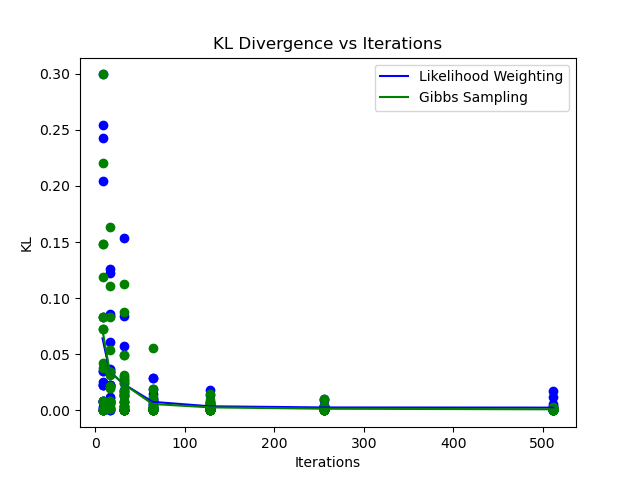 KL Divergence vs Iterations
Likelihood Weighting
Gibbs Sampling
0.30
0.25
0.20
0.15
0.10
0.05
0.00
KL
0 100 200 300 400 500
Iterations